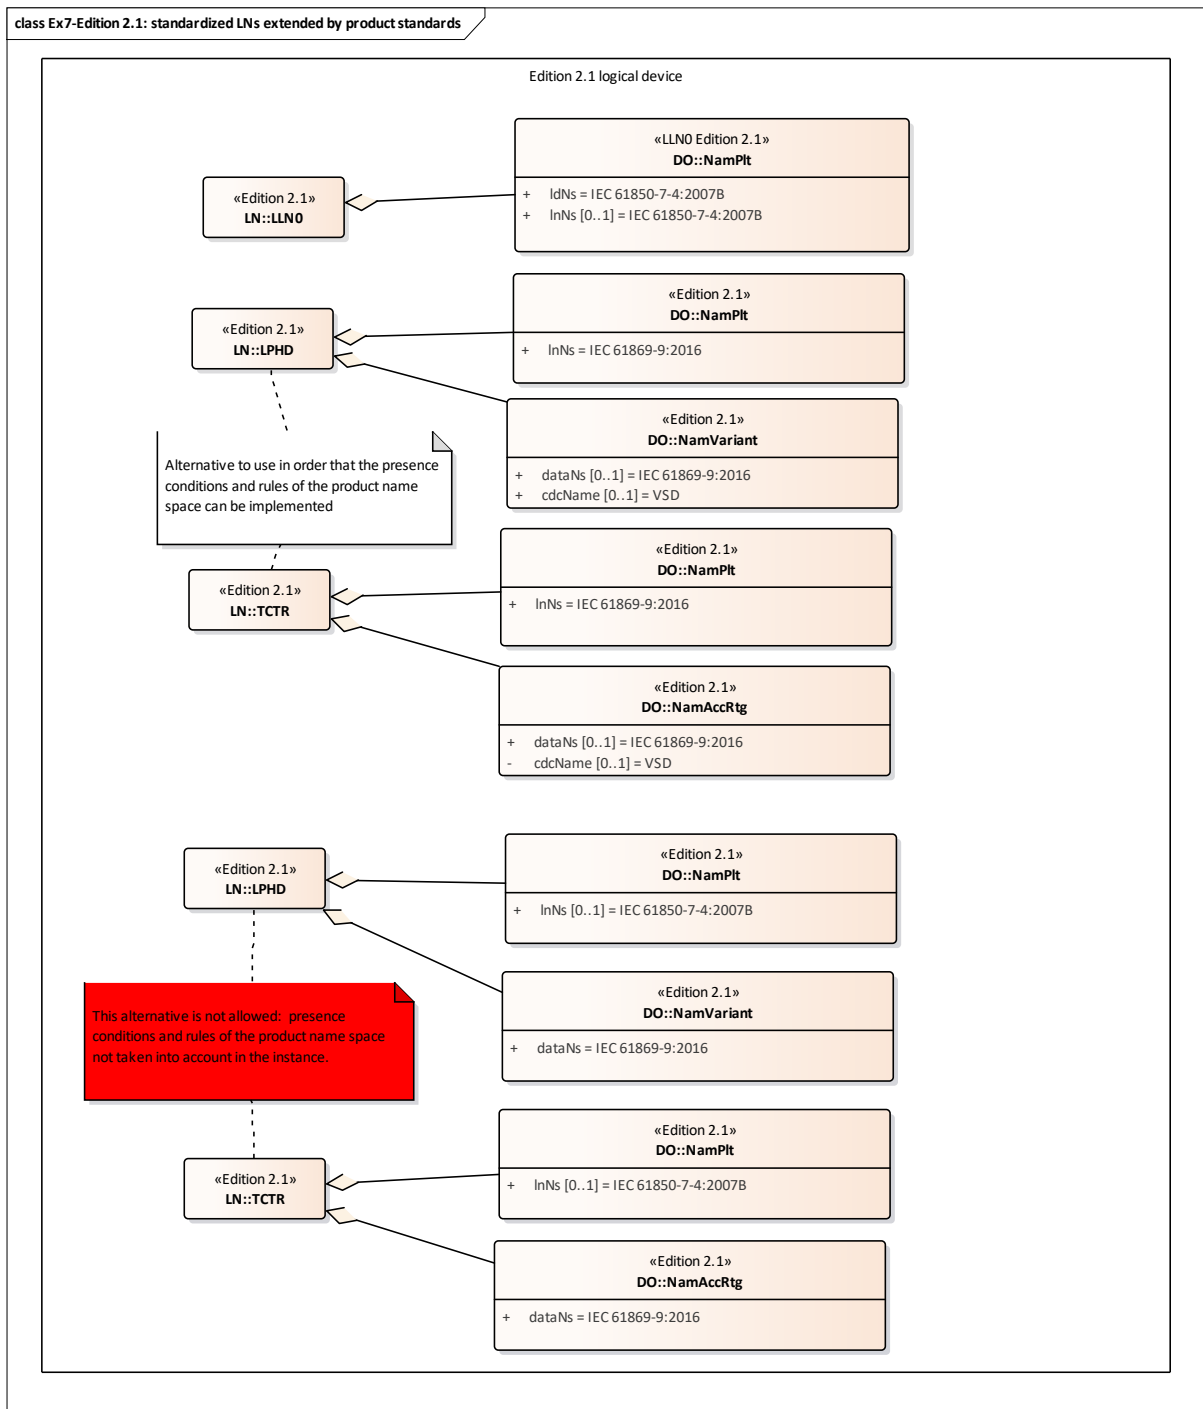 class Ex7-Edition 2.1: standardized LNs extended by product standards
Edition 2.1 logical device
«LLN0 Edition 2.1»
DO::NamPlt
+ ldNs = IEC 61850-7-4:2007B
+ lnNs [0..1] = IEC 61850-7-4:2007B
«Edition 2.1»
LN::LLN0
«Edition 2.1»
DO::NamPlt
+ lnNs = IEC 61869-9:2016
«Edition 2.1»
LN::LPHD
«Edition 2.1»
DO::NamVariant
+ dataNs [0..1] = IEC 61869-9:2016
+ cdcName [0..1] = VSD
Alternative to use in order that the presence
conditions and rules of the product name
space can be implemented
«Edition 2.1»
DO::NamPlt
+ lnNs = IEC 61869-9:2016
«Edition 2.1»
LN::TCTR
«Edition 2.1»
DO::NamAccRtg
+ dataNs [0..1] = IEC 61869-9:2016
- cdcName [0..1] = VSD
«Edition 2.1»
DO::NamPlt
+ lnNs [0..1] = IEC 61850-7-4:2007B
«Edition 2.1»
LN::LPHD
«Edition 2.1»
DO::NamVariant
+ dataNs = IEC 61869-9:2016
This alternative is not allowed: presence
conditions and rules of the product name space
not taken into account in the instance.
«Edition 2.1»
DO::NamPlt
+ lnNs [0..1] = IEC 61850-7-4:2007B
«Edition 2.1»
LN::TCTR
«Edition 2.1»
DO::NamAccRtg
+ dataNs = IEC 61869-9:2016